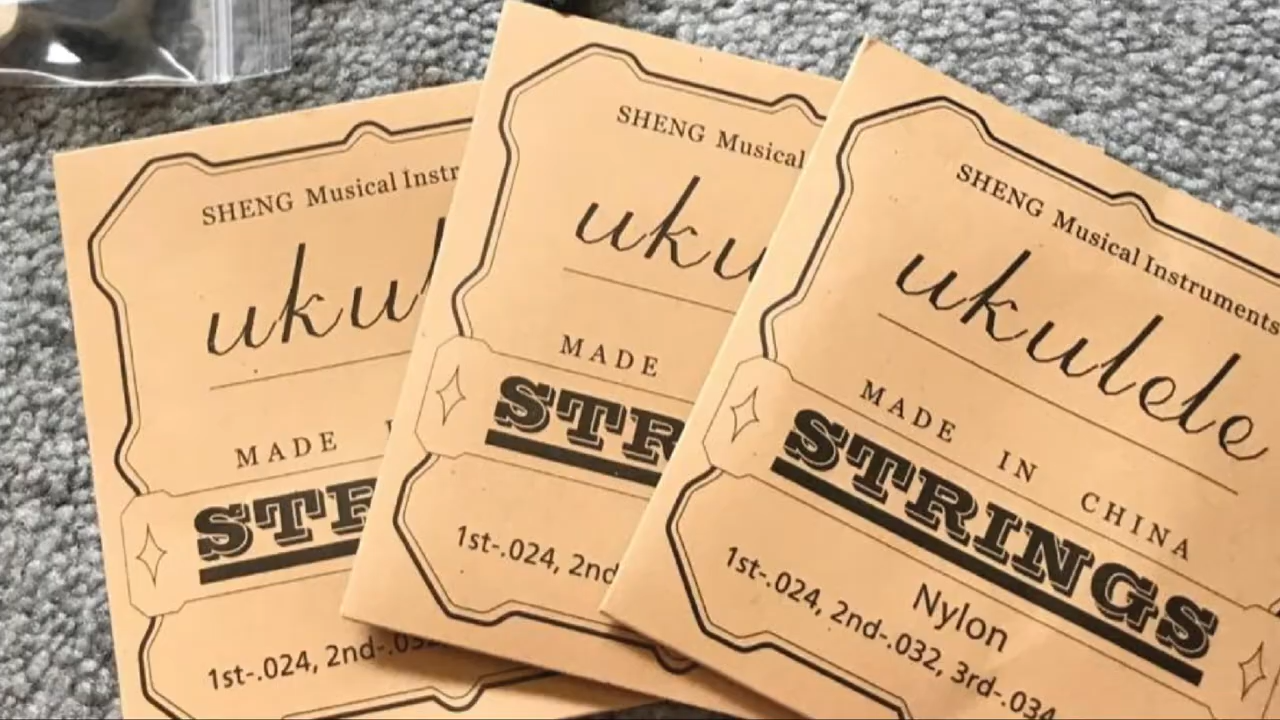 SHENG Musical Instr
ukul
MADE
STR
1st-.024, 2nd-.032,
SHENG Musical
uku
MADE
STR
1st-.024, 2nd
SHENG Musical Instruments
ukulele
MADE IN CHINA
STRINGS
Nylon
1st-.024, 2nd-.032, 3rd-.034